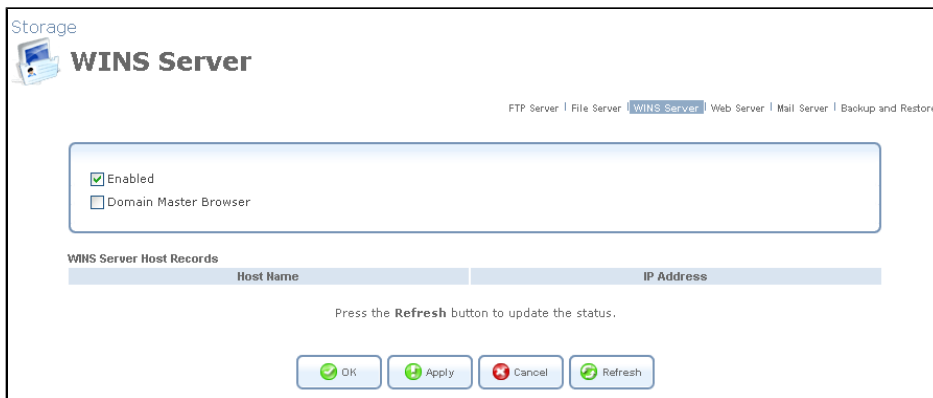 Storage
WINS Server
FTP Server | File Server | WINS Server | Web Server | Mail Server | Backup and Restore
Enabled
Domain Master Browser
WINS Server Host Records
Host Name IP Address
Press the Refresh button to update the status.
OK Apply Cancel Refresh